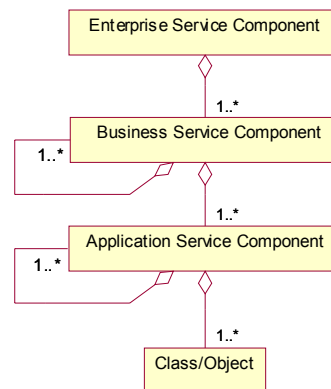 Enterprise Service Component
1..*
Business Service Component
1..*
1..*
Application Service Component
1..*
1..*
Class/Object